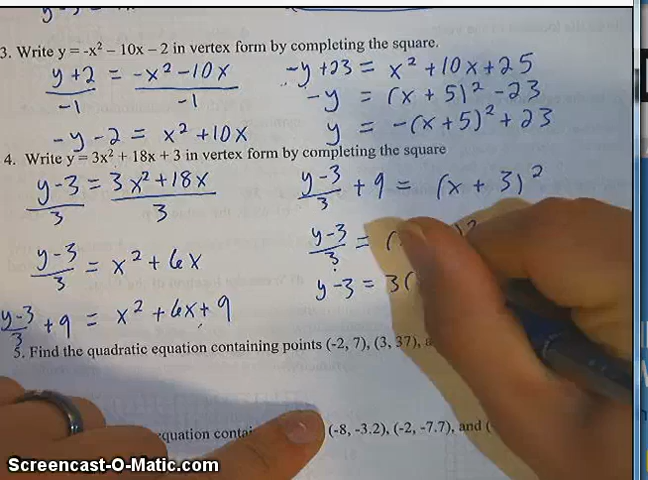 3. Write y = -x² – 10x – 2 in vertex form by completing the square.
y+2 = -x² -10x
-1 -1
-y -2 = x² +10x
-y +23 = x² +10x +25
-y = (x + 5)² -23
y = -(x+5)² + 23
4. Write y = 3x² + 18x + 3 in vertex form by completing the square
y-3 = 3x² +18x
3 3
y-3 = x² + 6x
3
y-3 + 9 = x² + 6x + 9
3
y-3 + 9 = (x + 3)²
3
y-3 = (
3
y-3 = 3(
5. Find the quadratic equation containing points (-2, 7), (3, 37),
quation contai (-8, -3.2), (-2, -7.7), and (
Screencast-O-Matic.com